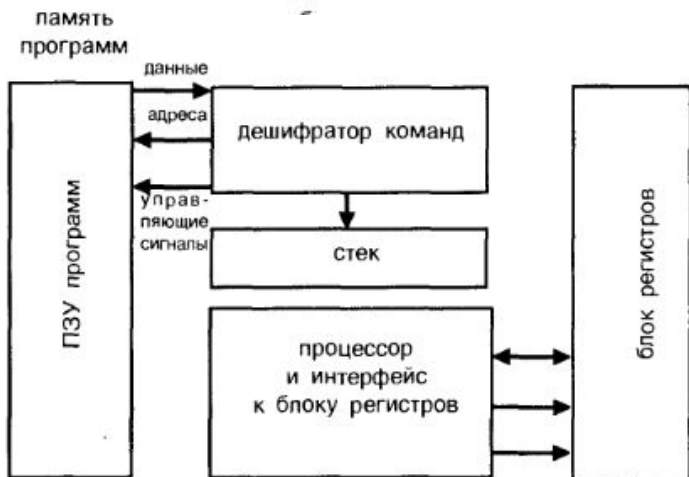 память
программ
данные
адреса
управ-
ляющие
сигналы
ПЗУ программ
дешифратор команд
стек
процессор
и интерфейс
к блоку регистров
блок регистров